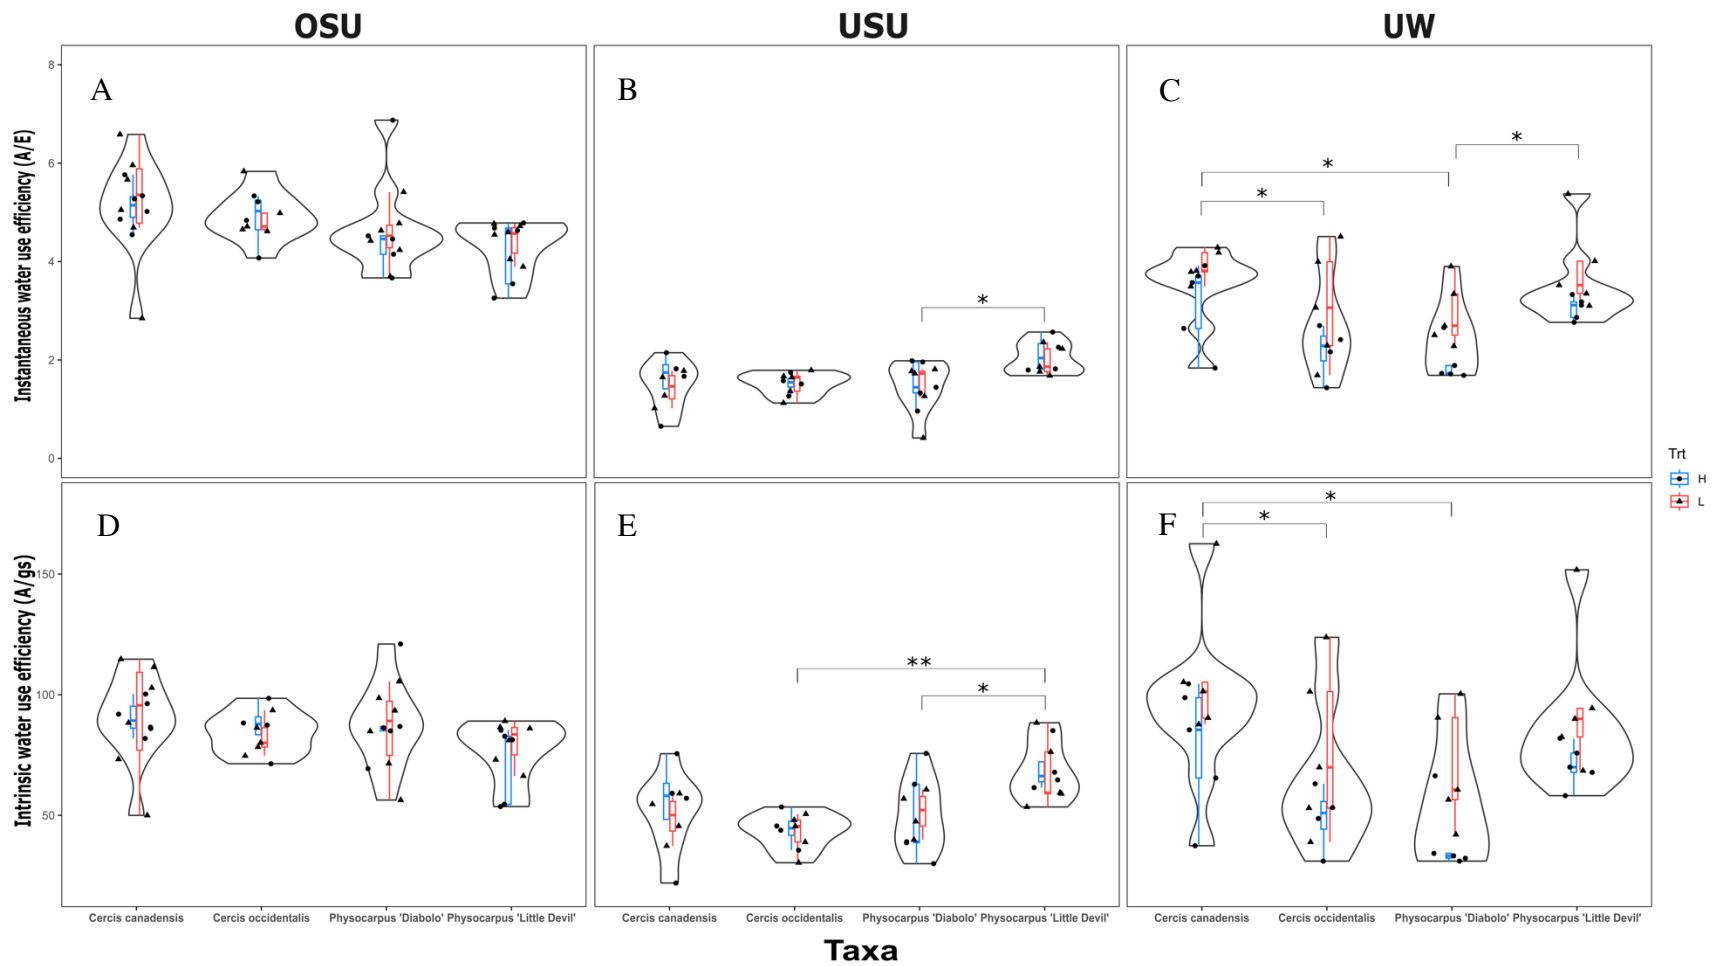 OSU USU UW
A B C
8
6
4
2
0
Instantaneous water use efficiency (A/E)
*
*
*
*
D E F
150
100
50
Intrinsic water use efficiency (A/gs)
**
*
*
*
Cercis canadensis Cercis occidentalis Physocarpus 'Diabolo' Physocarpus 'Little Devil'
Cercis canadensis Cercis occidentalis Physocarpus 'Diabolo' Physocarpus 'Little Devil'
Cercis canadensis Cercis occidentalis Physocarpus 'Diabolo' Physocarpus 'Little Devil'
Taxa
Trt
H
L